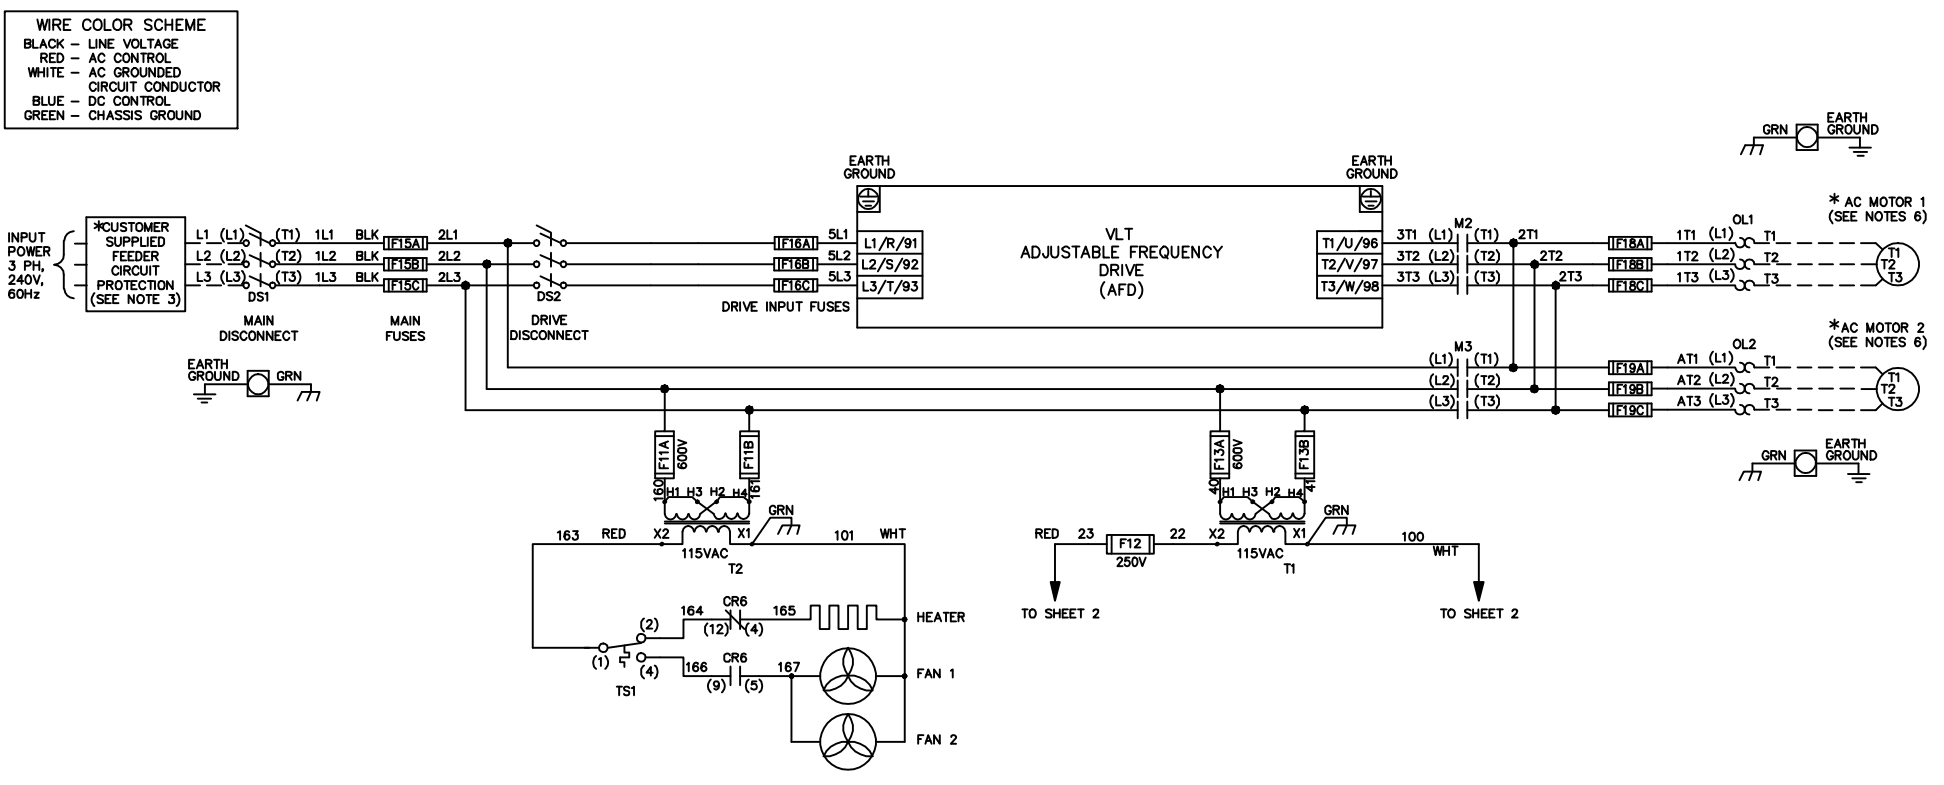 WIRE COLOR SCHEME
BLACK – LINE VOLTAGE
RED – AC CONTROL
WHITE – AC GROUNDED
CIRCUIT CONDUCTOR
BLUE – DC CONTROL
GREEN – CHASSIS GROUND
INPUT
POWER
3 PH,
240V,
60Hz
*CUSTOMER
SUPPLIED
FEEDER
CIRCUIT
PROTECTION
(SEE NOTE 3)
L1 (L1) (T1) 1L1 BLK F15A 2L1
L2 (L2) (T2) 1L2 BLK F15B 2L2
L3 (L3) (T3) 1L3 BLK F15C 2L3
DS1
MAIN
DISCONNECT
MAIN
FUSES
DS2
DRIVE
DISCONNECT
EARTH
GROUND
GRN
F16A 5L1
F16B 5L2
F16C 5L3
DRIVE INPUT FUSES
EARTH
GROUND
EARTH
GROUND
L1/R/91
L2/S/92
L3/T/93
VLT
ADJUSTABLE FREQUENCY
DRIVE
(AFD)
T1/U/96
T2/V/97
T3/W/98
M2
3T1 (L1) (T1) 2T1
3T2 (L2) (T2) 2T2
3T3 (L3) (T3) 2T3
F18A 1T1 (L1) T1
F18B 1T2 (L2) T2
F18C 1T3 (L3) T3
OL1
GRN
EARTH
GROUND
* AC MOTOR 1
(SEE NOTES 6)
T1
T2
T3
M3
(L1) (T1)
(L2) (T2)
(L3) (T3)
F19A AT1 (L1) T1
F19B AT2 (L2) T2
F19C AT3 (L3) T3
OL2
*AC MOTOR 2
(SEE NOTES 6)
T1
T2
T3
GRN
EARTH
GROUND
F11A
600V
F11B
160
161
H1 H3 H2 H4
GRN
163 RED X2 X1 101 WHT
115VAC
T2
F13A
600V
F13B
40
41
H1 H3 H2 H4
GRN
RED 23 F12 22 X2 X1 100
WHT
250V
115VAC
T1
TO SHEET 2
TO SHEET 2
CR6
164 165
(12) (4)
HEATER
(2)
(1)
(4)
TS1
CR6
166 167
(9) (5)
FAN 1
FAN 2